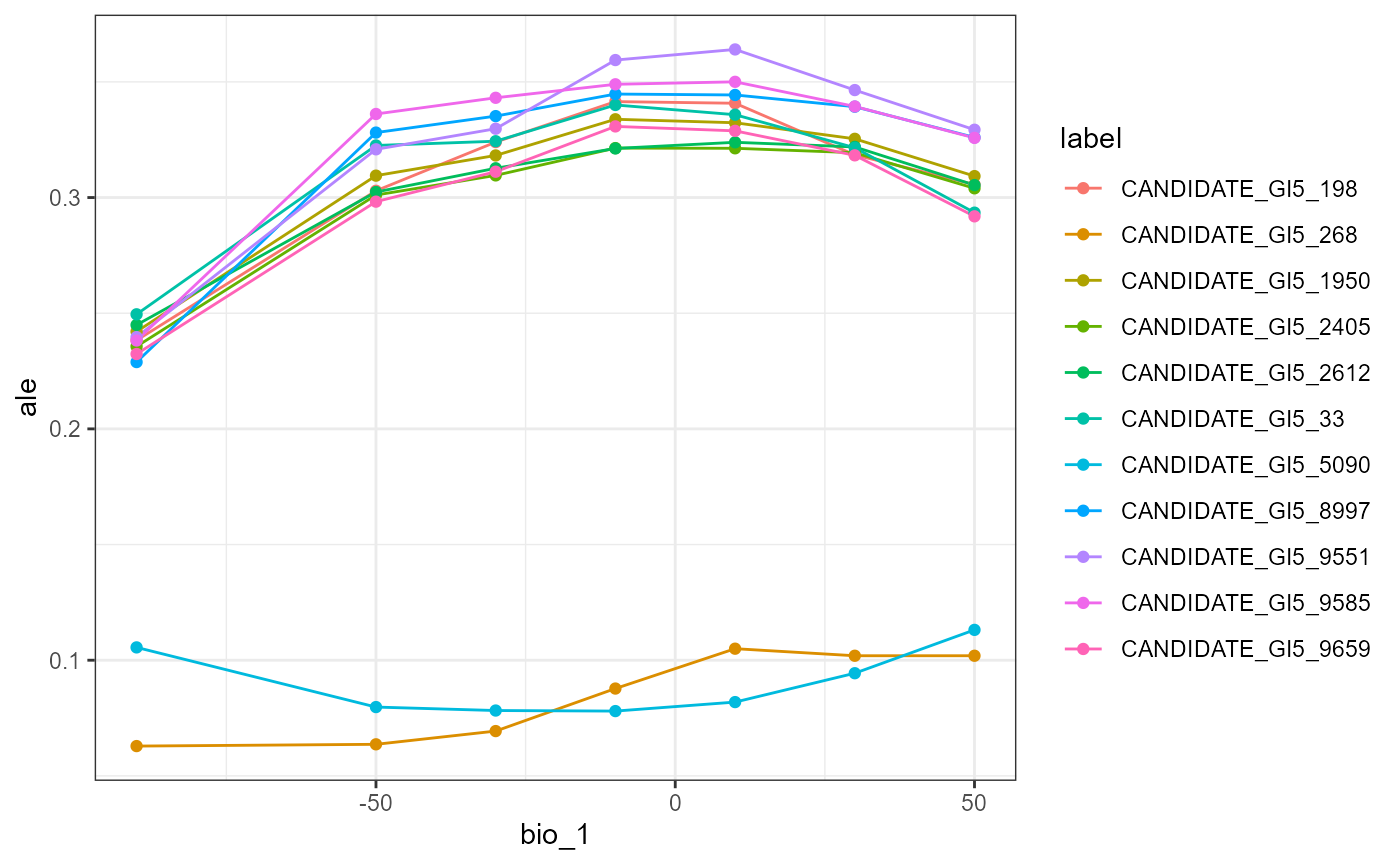 ale
0.3
0.2
0.1
-50
0
50
bio_1
label
CANDIDATE_GI5_198
CANDIDATE_GI5_268
CANDIDATE_GI5_1950
CANDIDATE_GI5_2405
CANDIDATE_GI5_2612
CANDIDATE_GI5_33
CANDIDATE_GI5_5090
CANDIDATE_GI5_8997
CANDIDATE_GI5_9551
CANDIDATE_GI5_9585
CANDIDATE_GI5_9659